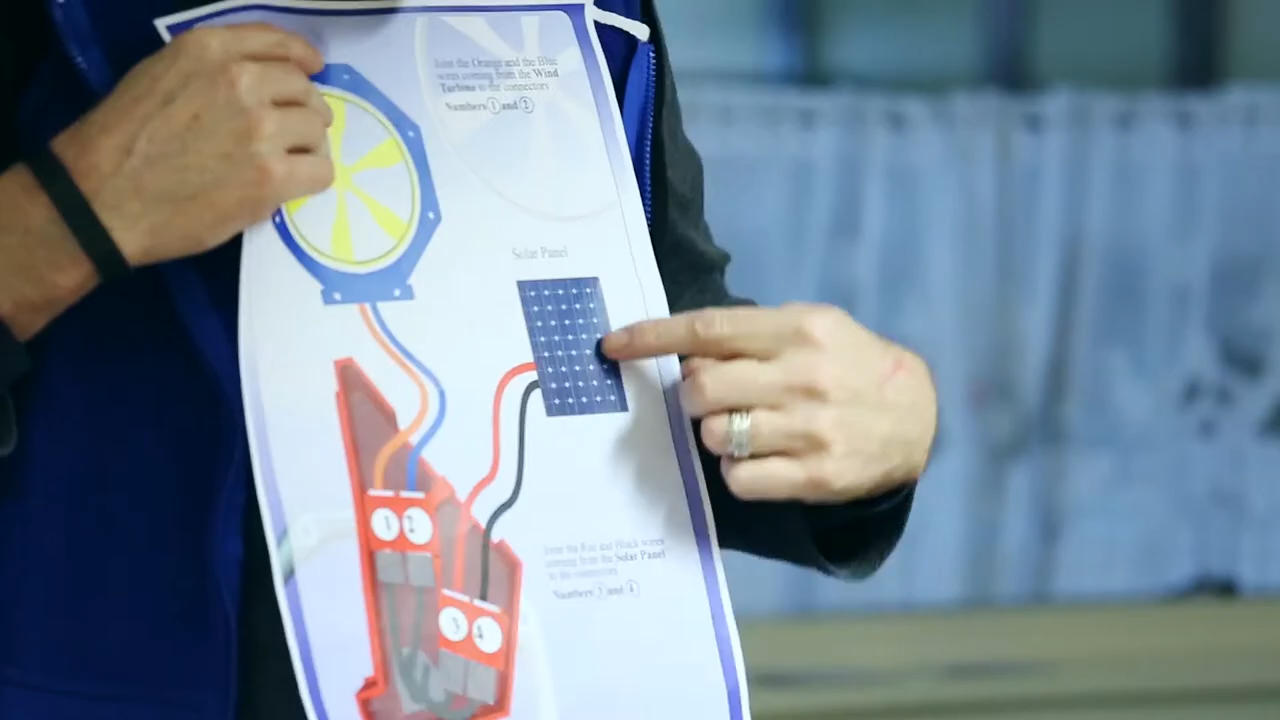 Joint the Orange and the Blue
wires coming from the Wind
Turbine to the connectors
Numbers 1 and 2
Solar Panel
1 2
Joint the Red and Black wires
coming from the Solar Panel
to the connectors
Numbers 3 and 4
3 4